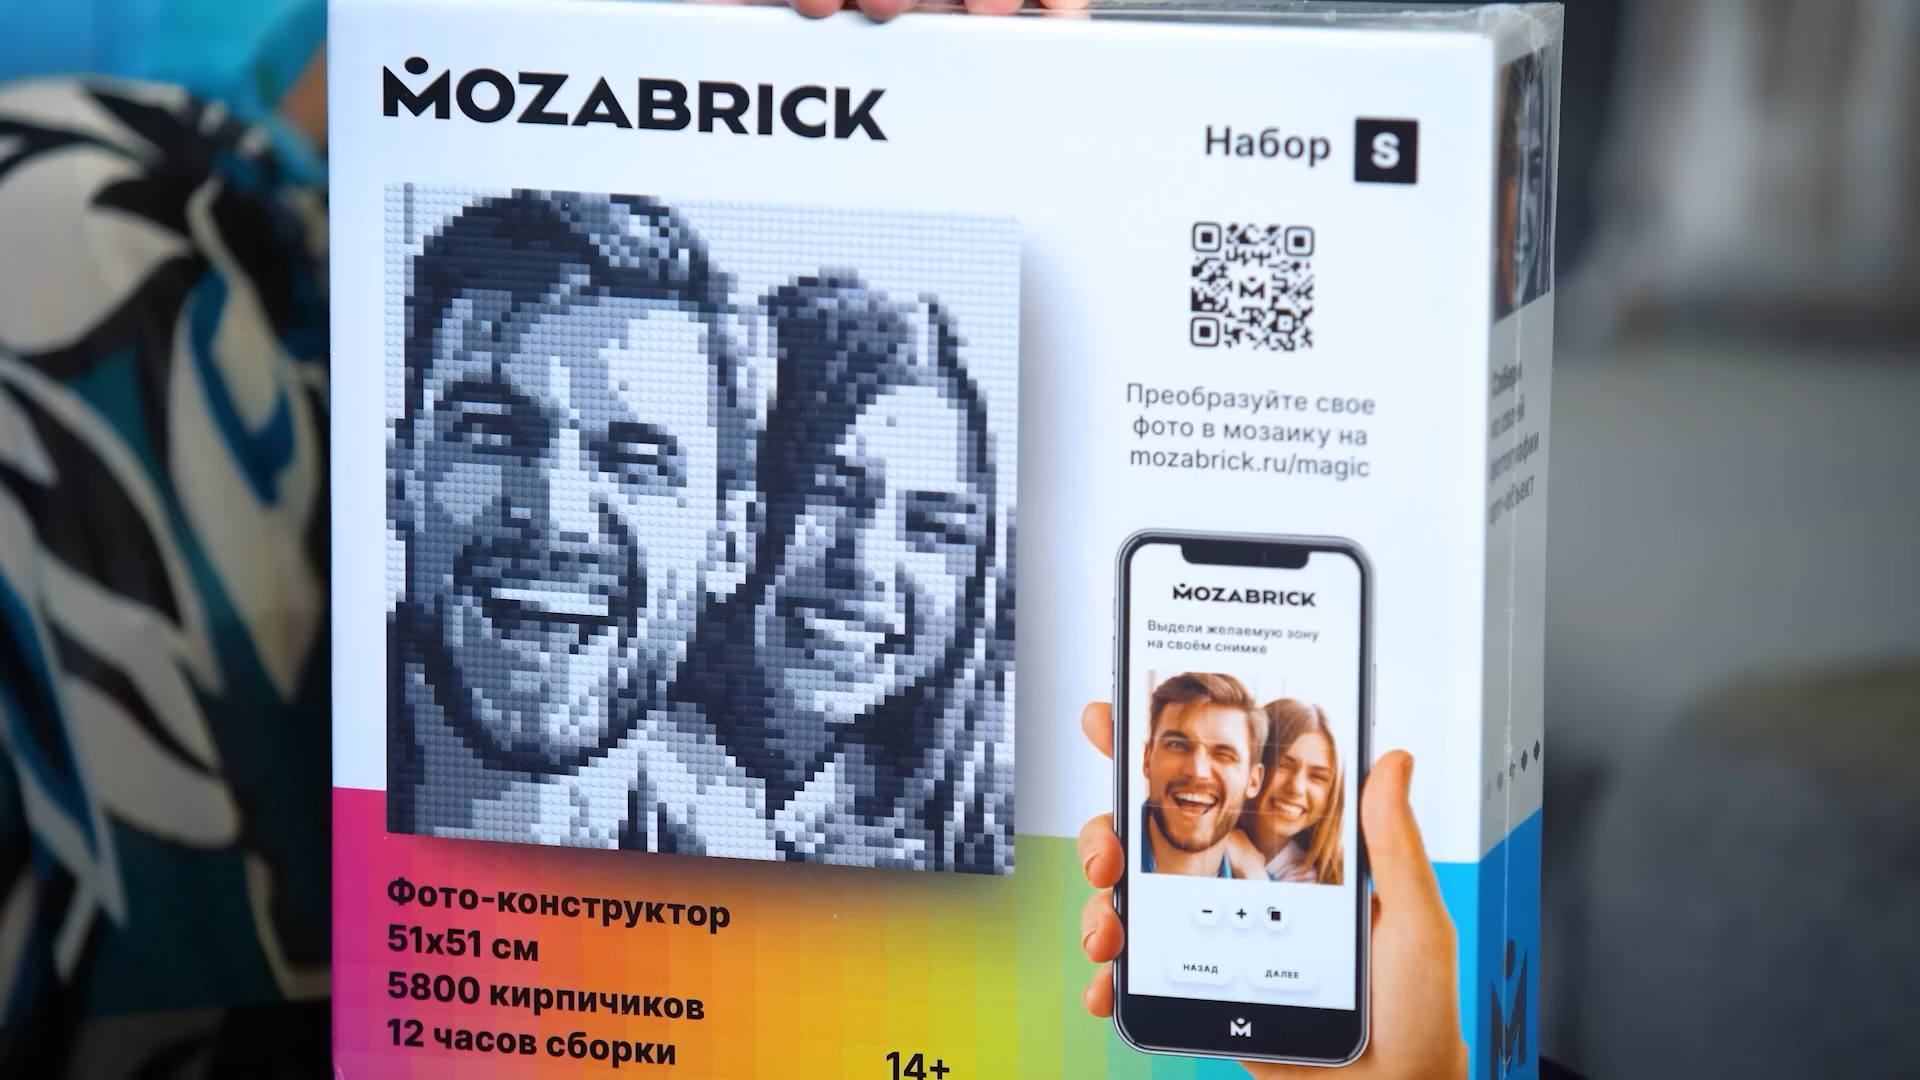 MOZABRICK
Набор S
Преобразуйте свое
фото в мозаику на
mozabrick.ru/magic
MOZABRICK
Выдели желаемую зону
на своём снимке
НАЗАД
ДАЛЕЕ
Фото-конструктор
51x51 см
5800 кирпичиков
12 часов сборки
14+